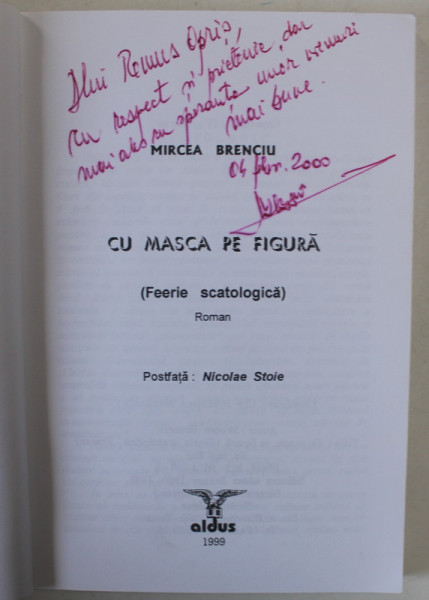 Dlui Remus Opriș,
cu respect și prietenie, dar
mai ales cu speranța unor vremuri
mai bune.
MIRCEA BRENCIU
04 febr. 2000
CU MASCA PE FIGURĂ
(Feerie scatologică)
Roman
Postfață : Nicolae Stoie
aldus
1999